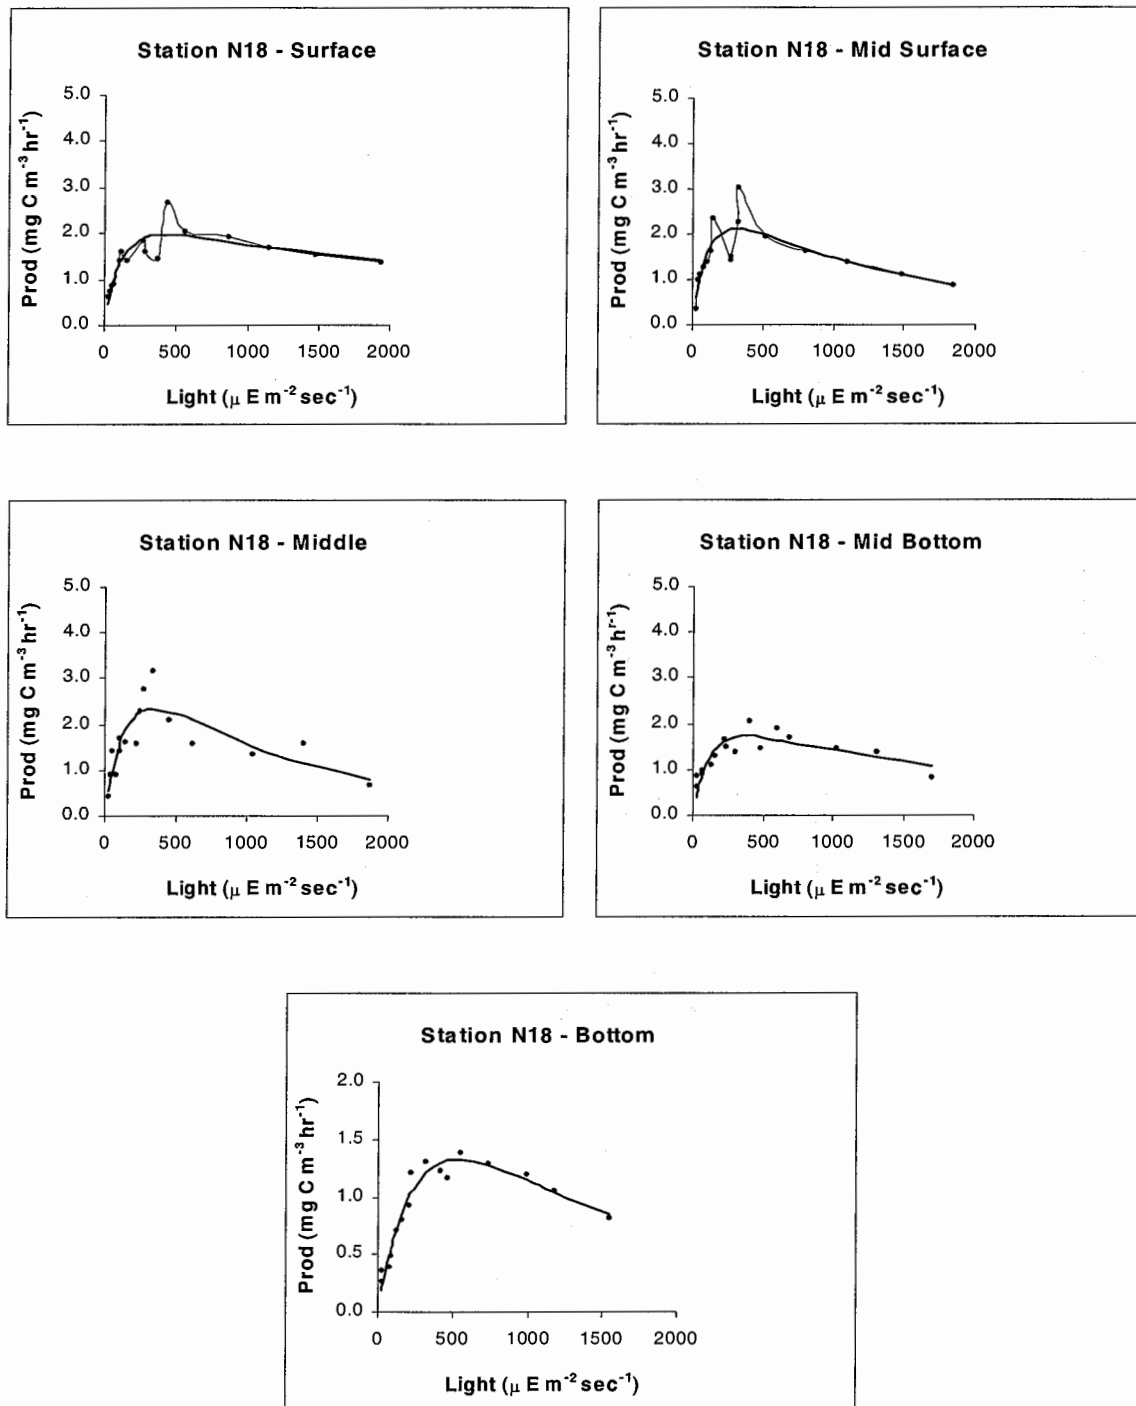 Station N18 - Surface
Prod (mg C m-3 hr-1)
5.0
4.0
3.0
2.0
1.0
0.0
0 500 1000 1500 2000
Light (μ E m-2 sec-1)
Station N18 - Mid Surface
Prod (mg C m-3 hr-1)
5.0
4.0
3.0
2.0
1.0
0.0
0 500 1000 1500 2000
Light (μ E m-2 sec-1)
Station N18 - Middle
Prod (mg C m-3 hr-1)
5.0
4.0
3.0
2.0
1.0
0.0
0 500 1000 1500 2000
Light (μ E m-2 sec-1)
Station N18 - Mid Bottom
Prod (mg C m-3 hr-1)
5.0
4.0
3.0
2.0
1.0
0.0
0 500 1000 1500 2000
Light (μ E m-2 sec-1)
Station N18 - Bottom
Prod (mg C m-3 hr-1)
2.0
1.5
1.0
0.5
0.0
0 500 1000 1500 2000
Light (μ E m-2 sec-1)